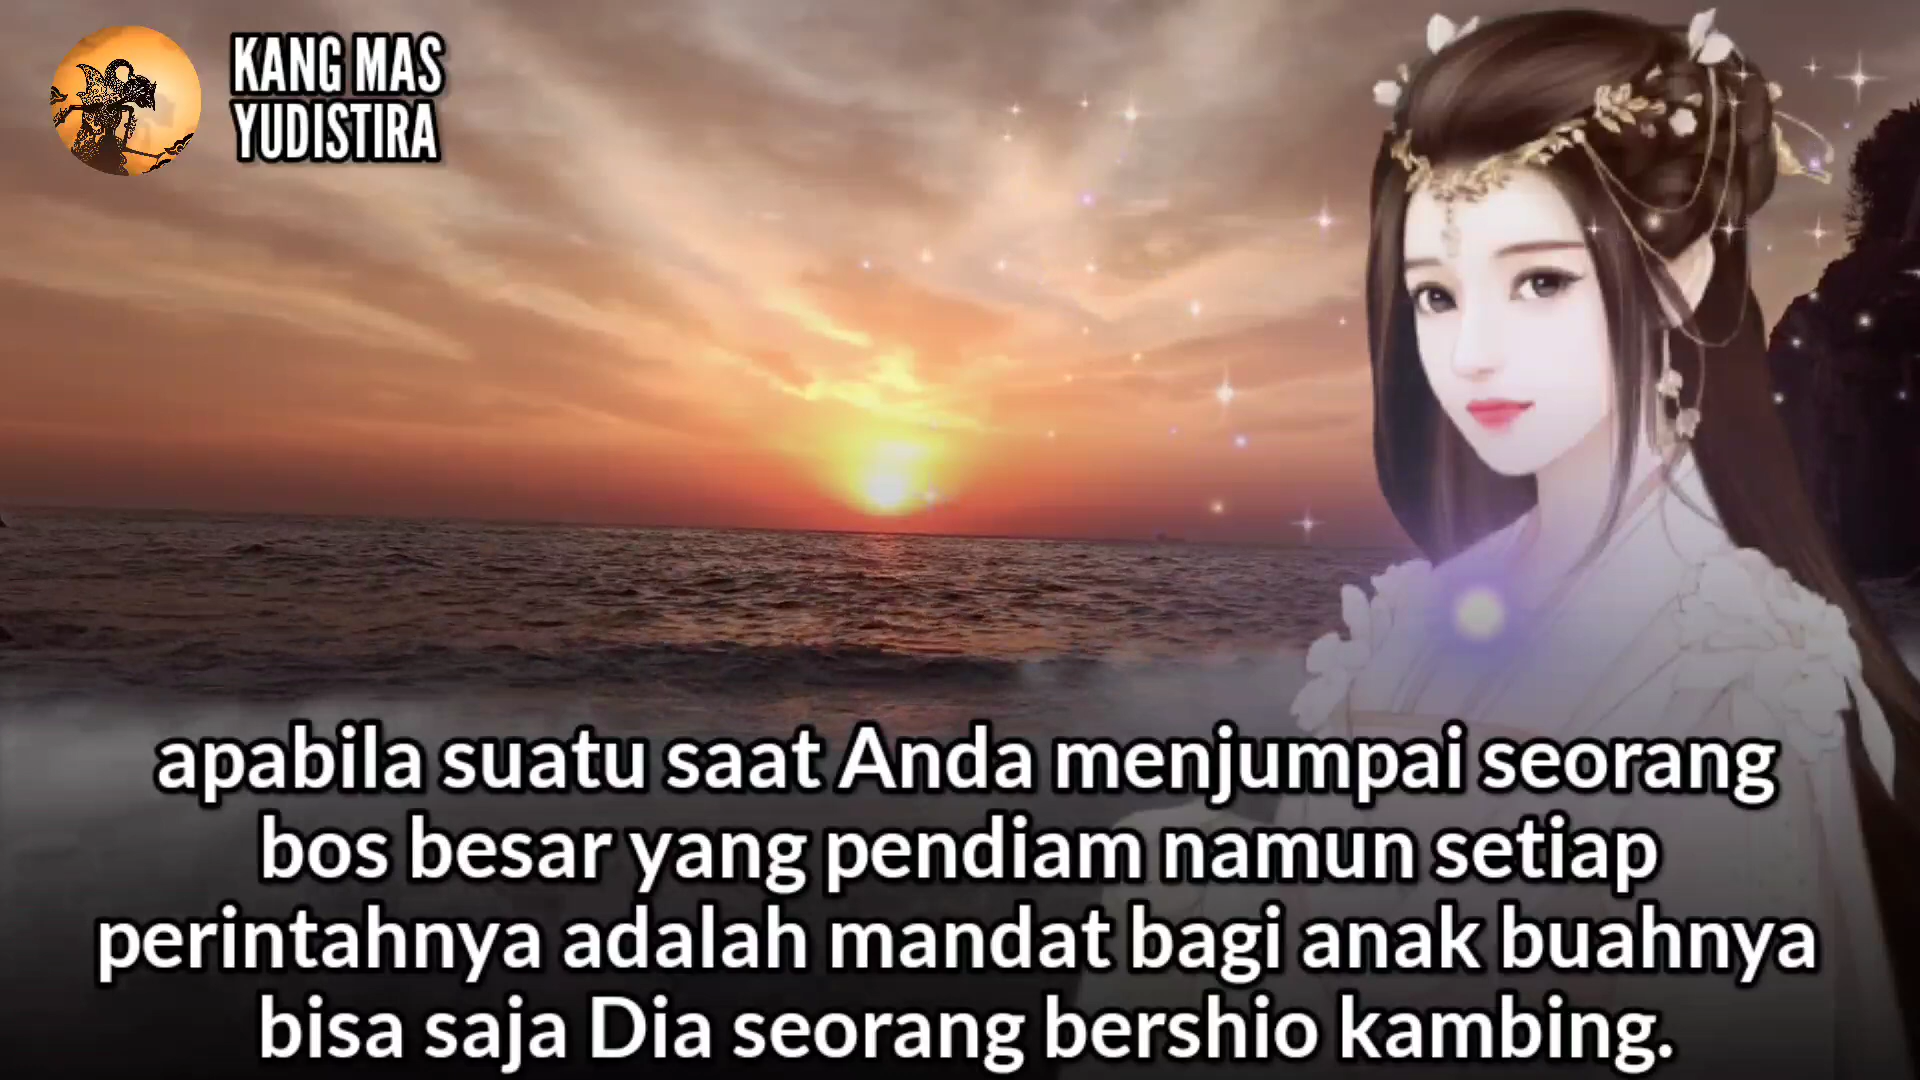 KANG MAS
YUDISTIRA
apabila suatu saat Anda menjumpai seorang
bos besar yang pendiam namun setiap
perintahnya adalah mandat bagi anak buahnya
bisa saja Dia seorang bershio kambing.